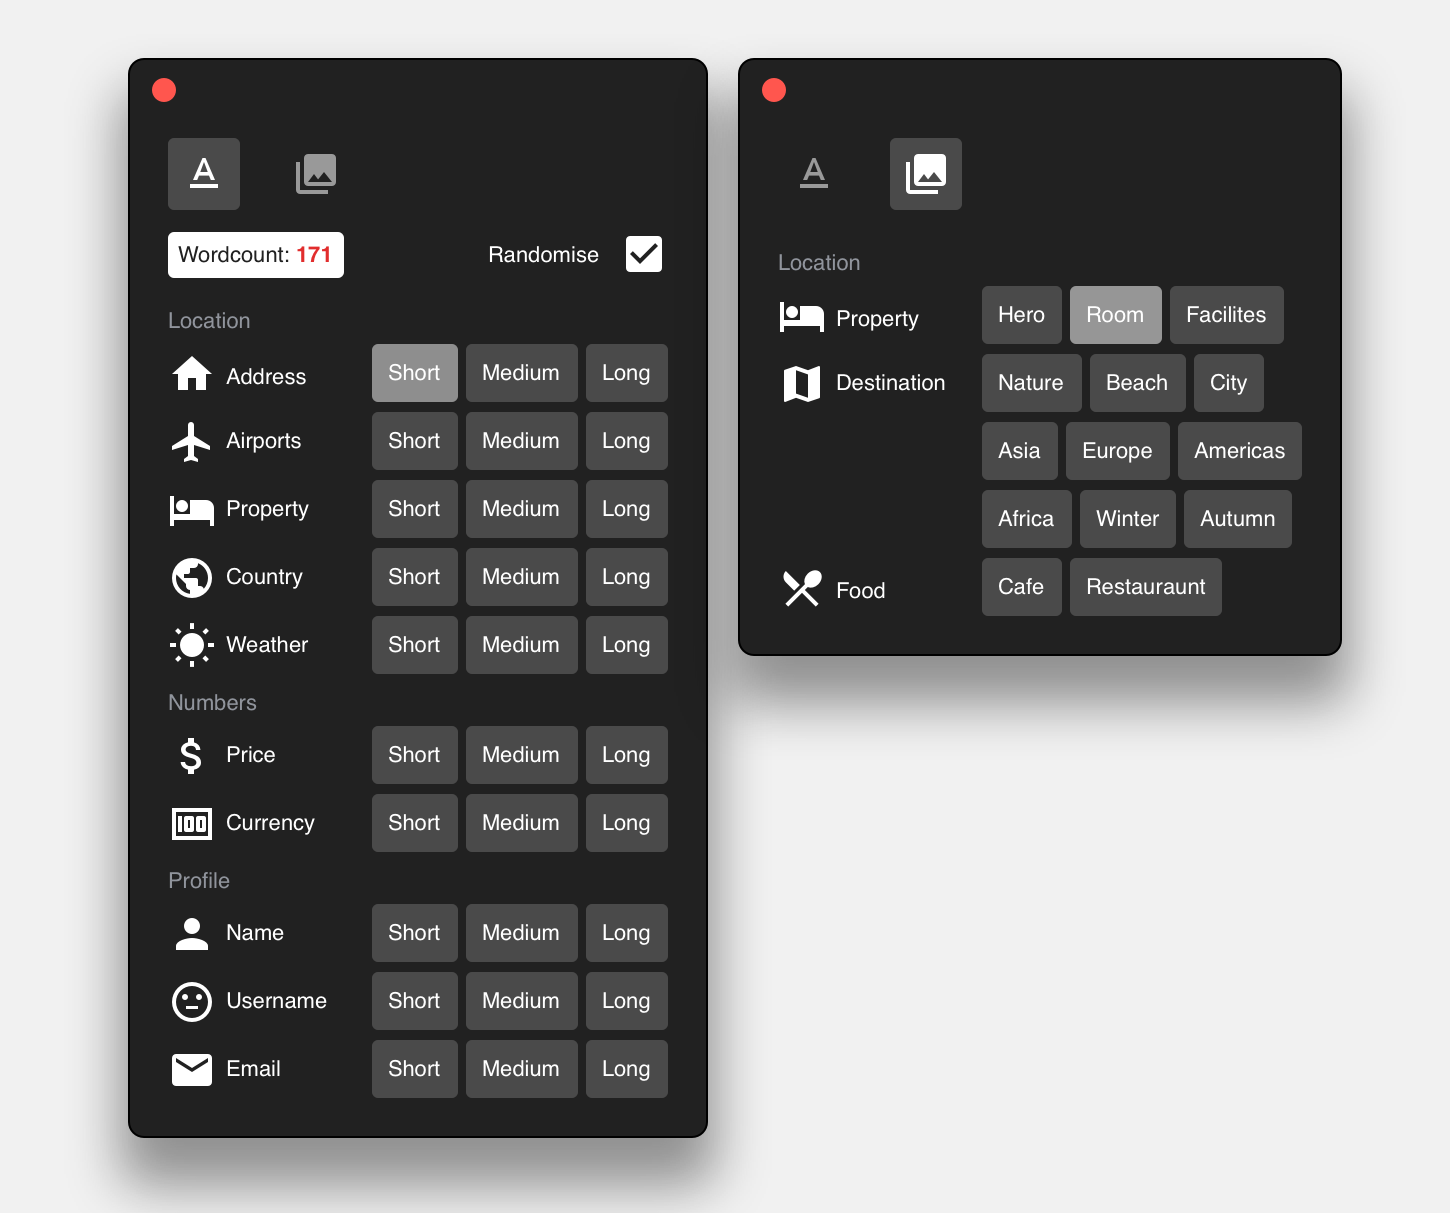 A
Wordcount: 171 Randomise
Location
Address Short Medium Long
Airports Short Medium Long
Property Short Medium Long
Country Short Medium Long
Weather Short Medium Long
Numbers
$ Price Short Medium Long
100 Currency Short Medium Long
Profile
Name Short Medium Long
Username Short Medium Long
Email Short Medium Long
A
Location
Property Hero Room Facilites
Destination Nature Beach City
Asia Europe Americas
Africa Winter Autumn
Food Cafe Restauraunt